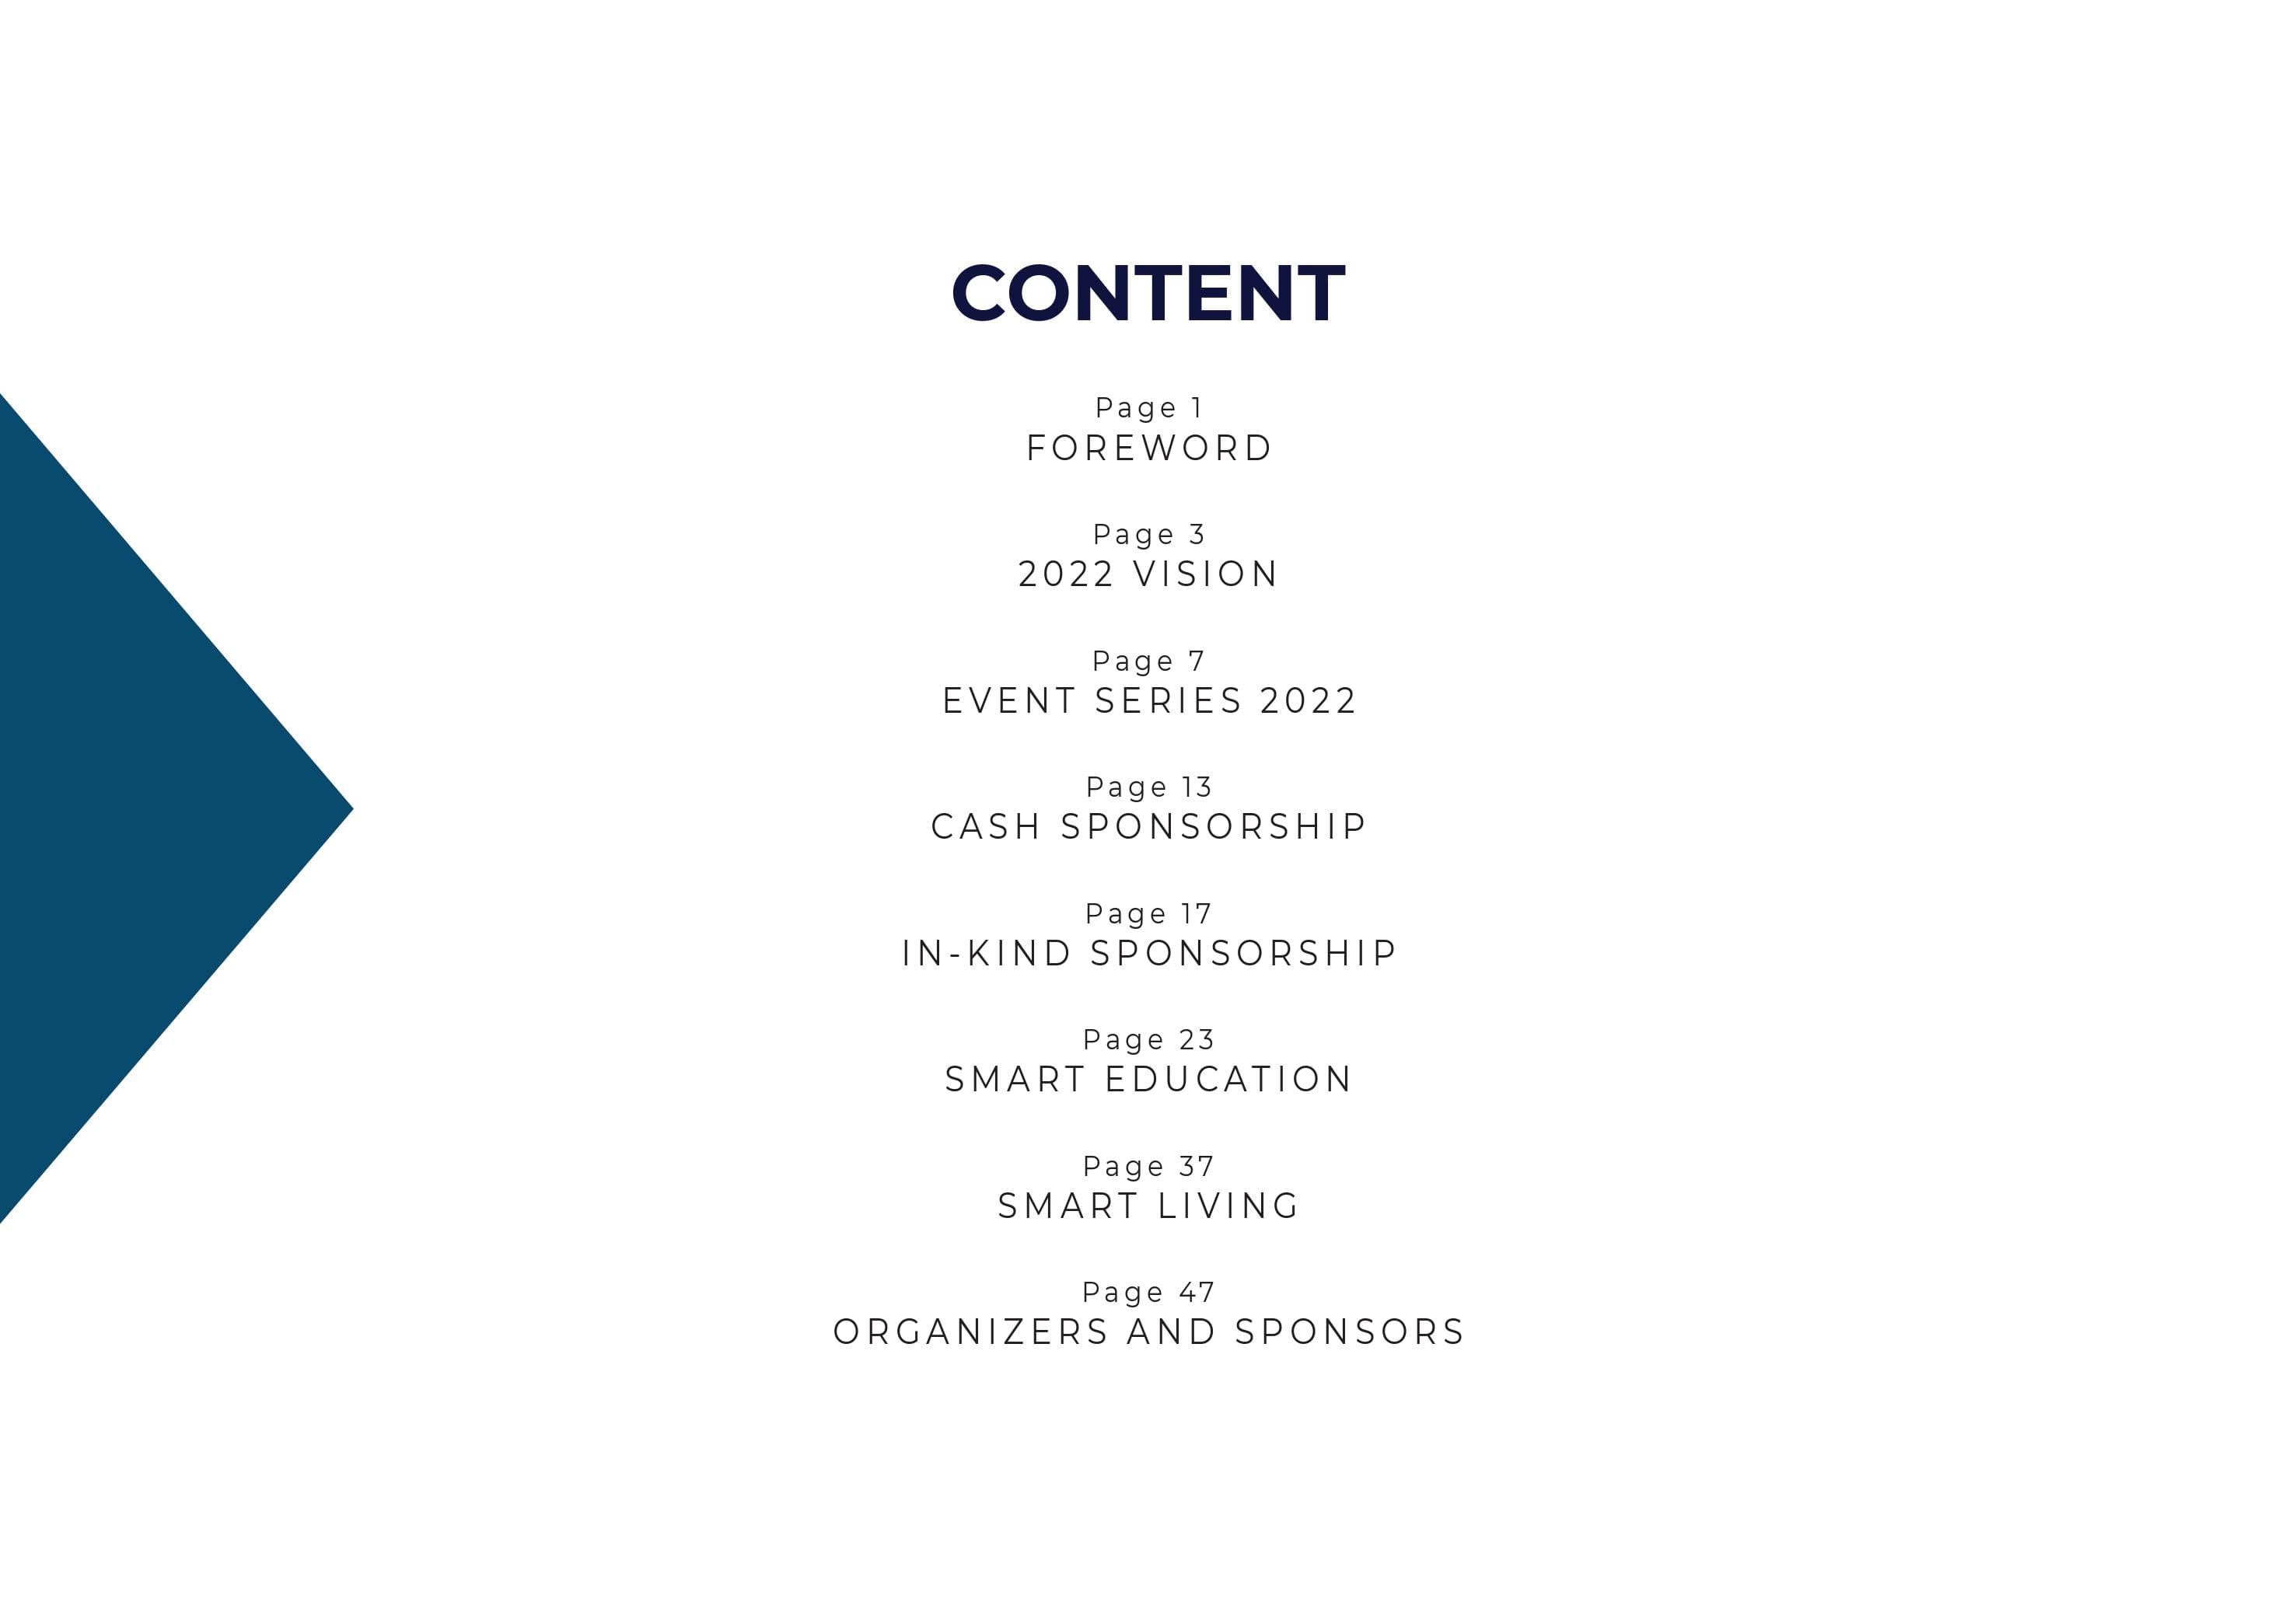 CONTENT
Page 1
FOREWORD
Page 3
2022 VISION
Page 7
EVENT SERIES 2022
Page 13
CASH SPONSORSHIP
Page 17
IN-KIND SPONSORSHIP
Page 23
SMART EDUCATION
Page 37
SMART LIVING
Page 47
ORGANIZERS AND SPONSORS